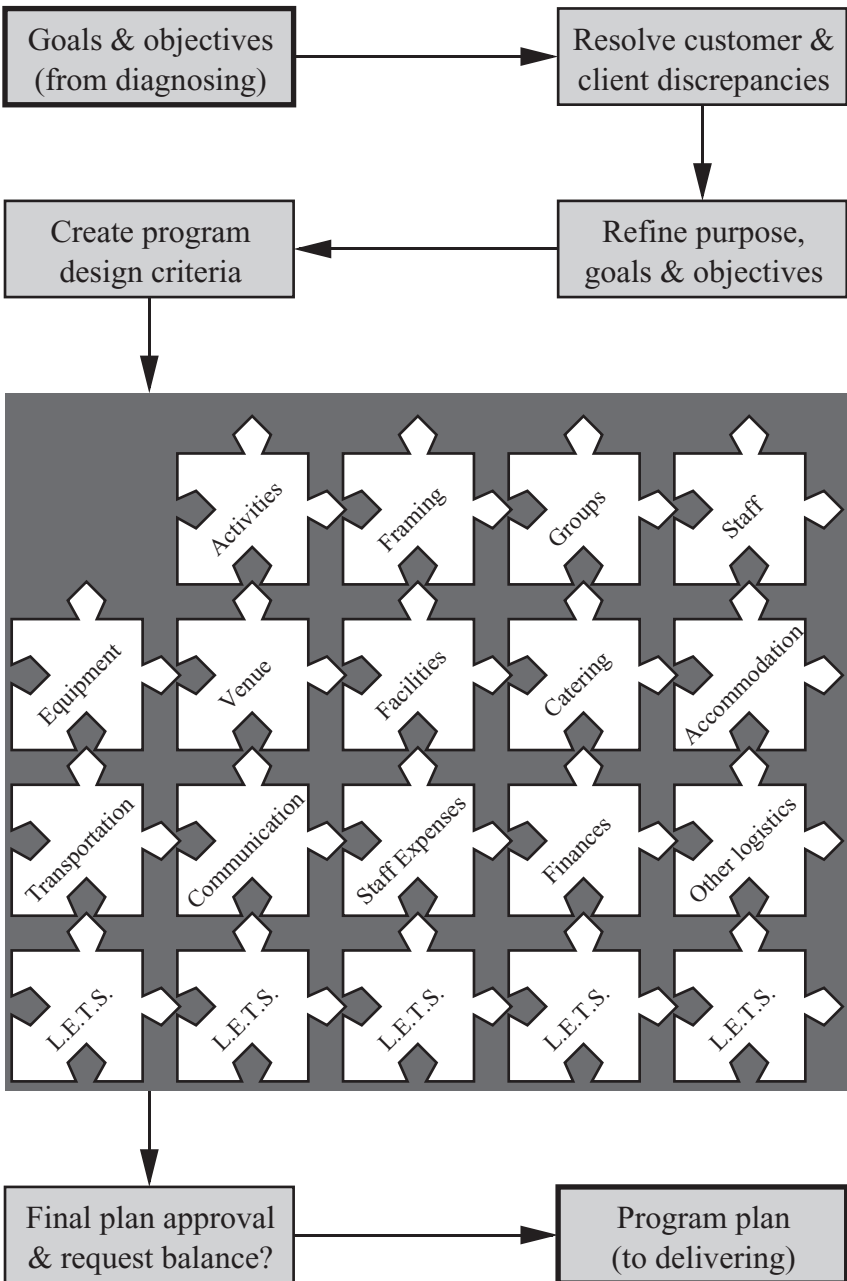 Goals & objectives
(from diagnosing)
Resolve customer &
client discrepancies
Create program
design criteria
Refine purpose,
goals & objectives
Activities
Framing
Groups
Staff
Equipment
Venue
Facilities
Catering
Accommodation
Transportation
Communication
Staff Expenses
Finances
Other logistics
L.E.T.S.
L.E.T.S.
L.E.T.S.
L.E.T.S.
L.E.T.S.
Final plan approval
& request balance?
Program plan
(to delivering)